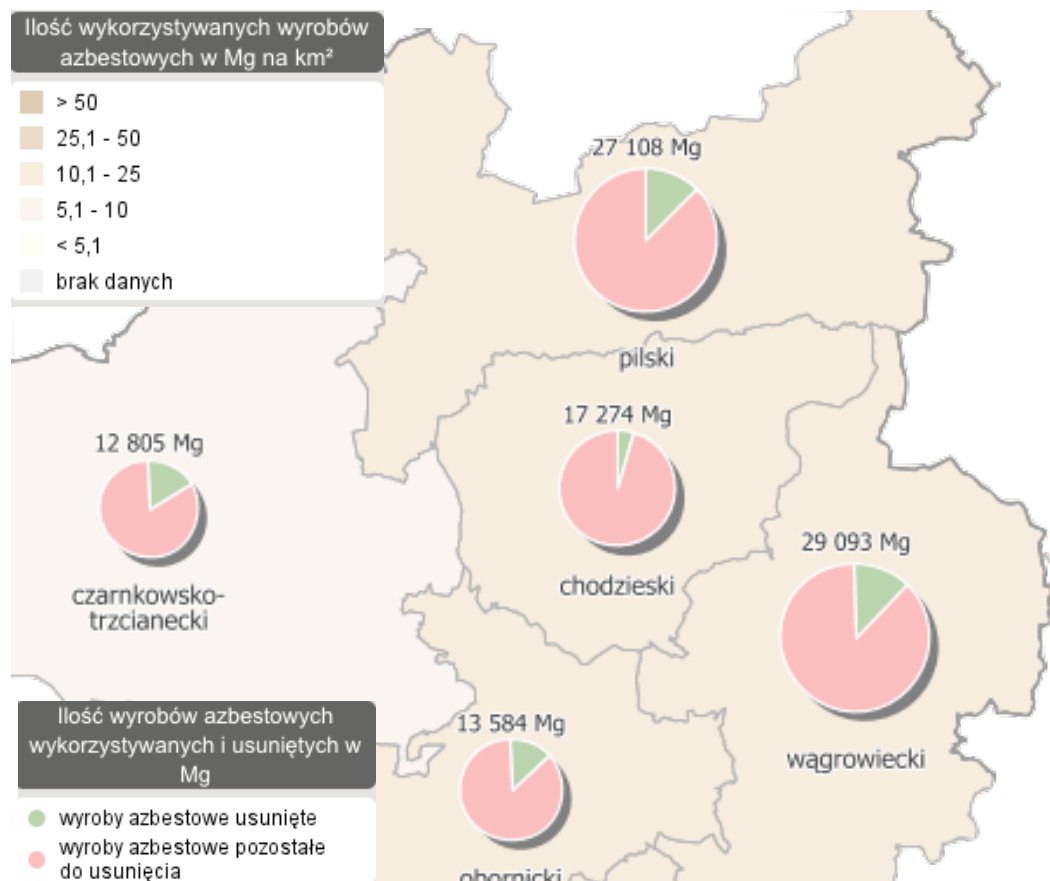 Ilość wykorzystywanych wyrobów
azbestowych w Mg na km²
> 50
25,1 - 50
10,1 - 25
5,1 - 10
< 5,1
brak danych
27 108 Mg
pilski
17 274 Mg
chodzieski
12 805 Mg
czarnkowsko-
trzcianecki
29 093 Mg
wągrowiecki
13 584 Mg
obornicki
Ilość wyrobów azbestowych
wykorzystywanych i usuniętych w
Mg
wyroby azbestowe usunięte
wyroby azbestowe pozostałe
do usunięcia